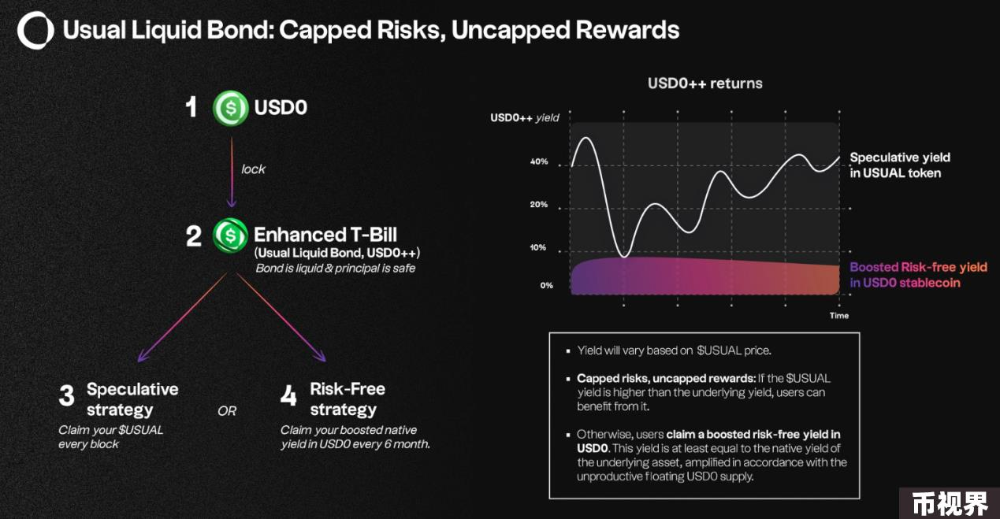 Usual Liquid Bond: Capped Risks, Uncapped Rewards
1 USD0
lock
2 Enhanced T-Bill
(Usual Liquid Bond, USD0++)
Bond is liquid & principal is safe
3 Speculative
strategy
Claim your $USUAL
every block
OR
4 Risk-Free
strategy
Claim your boosted native
yield in USD0 every 6 month.
USD0++ returns
USD0++ yield
40%
20%
10%
0%
Time
Speculative yield
in USUAL token
Boosted Risk-free yield
in USD0 stablecoin
▪ Yield will vary based on $USUAL price.
▪ Capped risks, uncapped rewards: If the $USUAL
yield is higher than the underlying yield, users can
benefit from it.
▪ Otherwise, users claim a boosted risk-free yield in
USD0. This yield is at least equal to the native yield of
the underlying asset, amplified in accordance with the
unproductive floating USD0 supply.
币视界